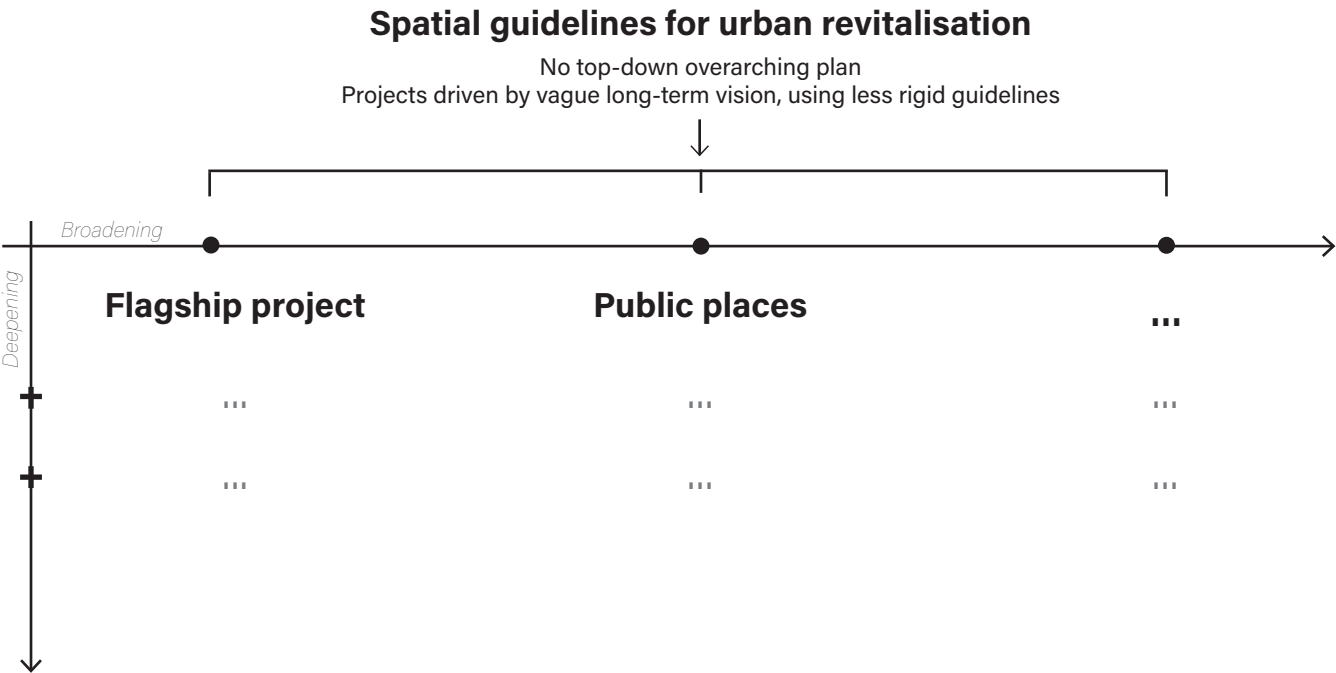 Spatial guidelines for urban revitalisation
No top-down overarching plan
Projects driven by vague long-term vision, using less rigid guidelines
Broadening
Deepening
Flagship project
Public places
...
...
...
...
...
...
...